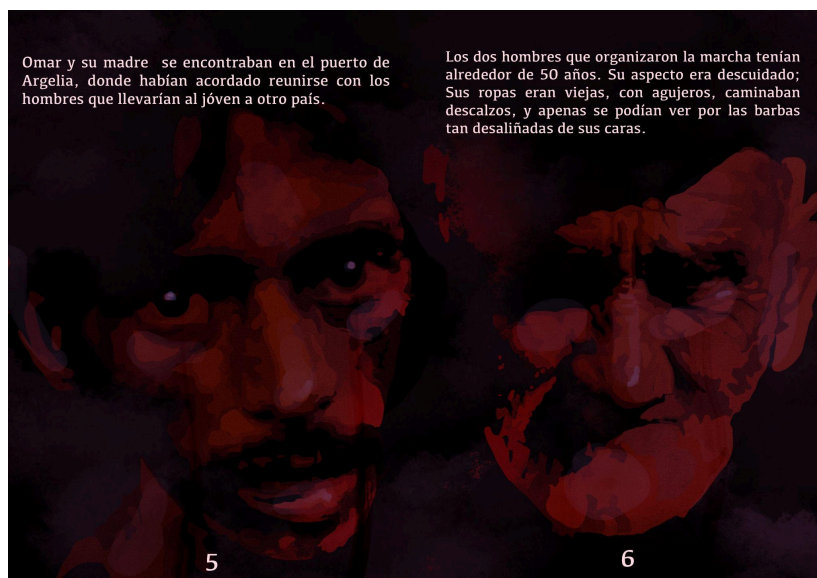 Omar y su madre se encontraban en el puerto de
Argelia, donde habían acordado reunirse con los
hombres que llevarían al jóven a otro país.
5
Los dos hombres que organizaron la marcha tenían
alrededor de 50 años. Su aspecto era descuidado;
Sus ropas eran viejas, con agujeros, caminaban
descalzos, y apenas se podían ver por las barbas
tan desaliñadas de sus caras.
6